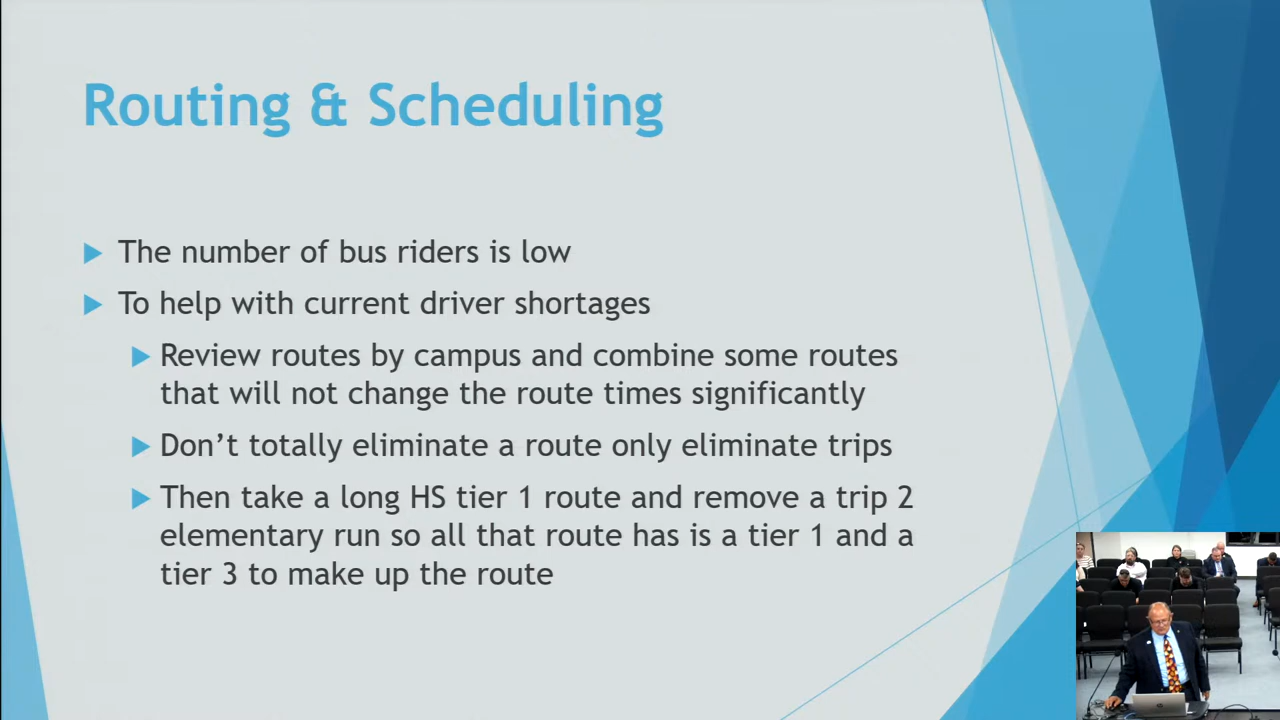 Routing & Scheduling
The number of bus riders is low
To help with current driver shortages
Review routes by campus and combine some routes
that will not change the route times significantly
Don’t totally eliminate a route only eliminate trips
Then take a long HS tier 1 route and remove a trip 2
elementary run so all that route has is a tier 1 and a
tier 3 to make up the route